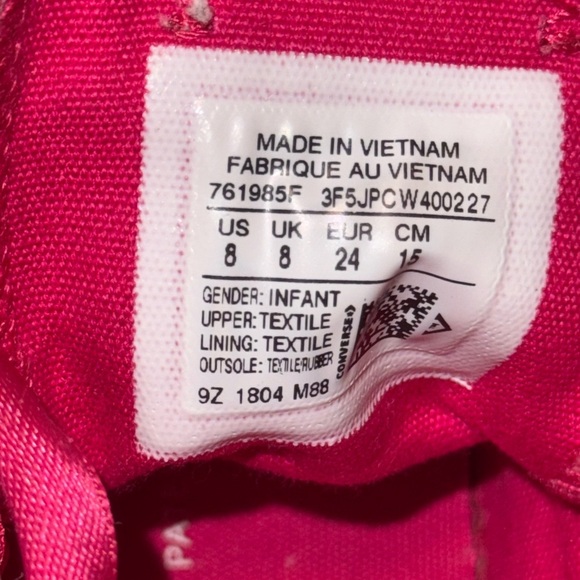 MADE IN VIETNAM
FABRIQUE AU VIETNAM
761985F 3F5JPCW400227
US UK EUR CM
8 8 24 15
GENDER: INFANT
UPPER: TEXTILE
LINING: TEXTILE
OUTSOLE: TEXTILE/RUBBER
CONVERSE
9Z 1804 M88
PA